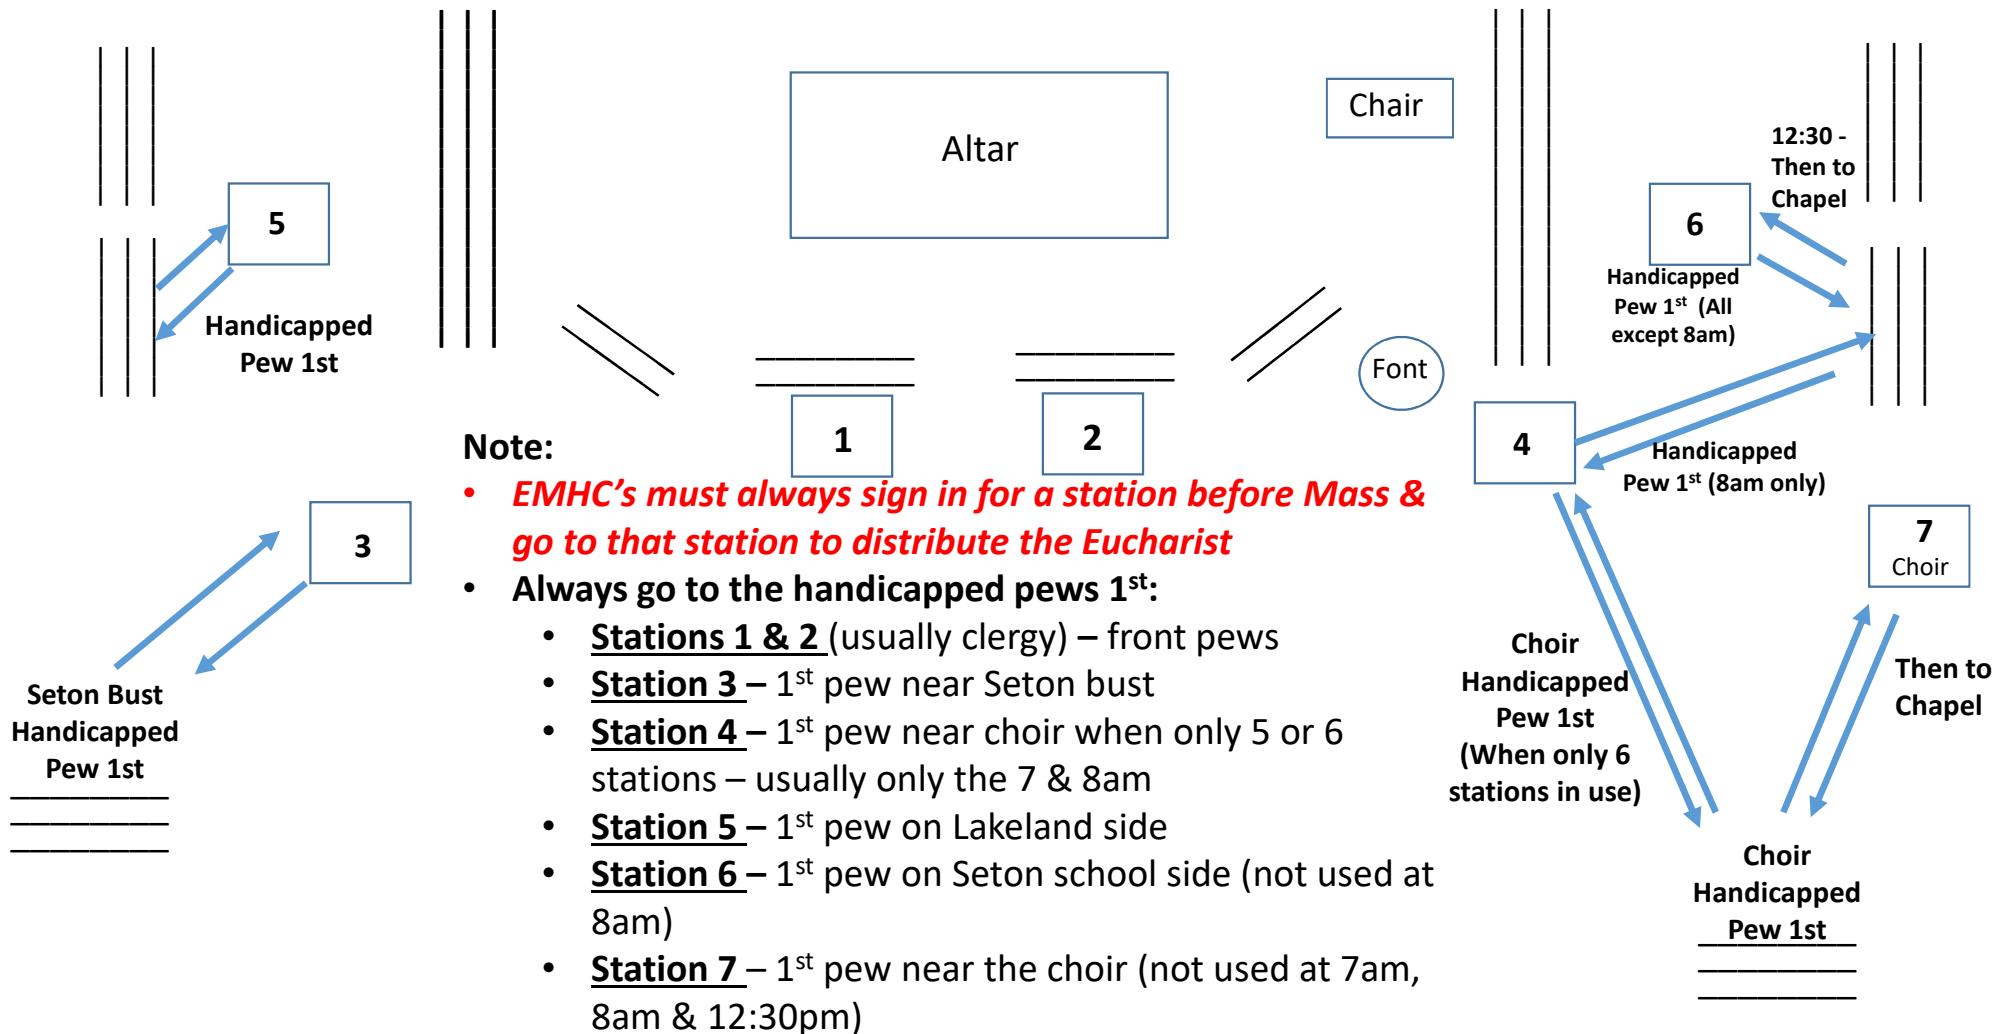 Altar
Chair
12:30 -
Then to
Chapel
5
6
Handicapped
Pew 1st
Handicapped
Pew 1st (All
except 8am)
Font
1
2
4
Handicapped
Pew 1st (8am only)
Note:
• EMHC's must always sign in for a station before Mass &
go to that station to distribute the Eucharist
• Always go to the handicapped pews 1st:
• Stations 1 & 2 (usually clergy) – front pews
• Station 3 – 1st pew near Seton bust
• Station 4 – 1st pew near choir when only 5 or 6
stations – usually only the 7 & 8am
• Station 5 – 1st pew on Lakeland side
• Station 6 – 1st pew on Seton school side (not used at
8am)
• Station 7 – 1st pew near the choir (not used at 7am,
8am & 12:30pm)
3
Seton Bust
Handicapped
Pew 1st
7
Choir
Choir
Handicapped
Pew 1st
(When only 6
stations in use)
Then to
Chapel
Choir
Handicapped
Pew 1st